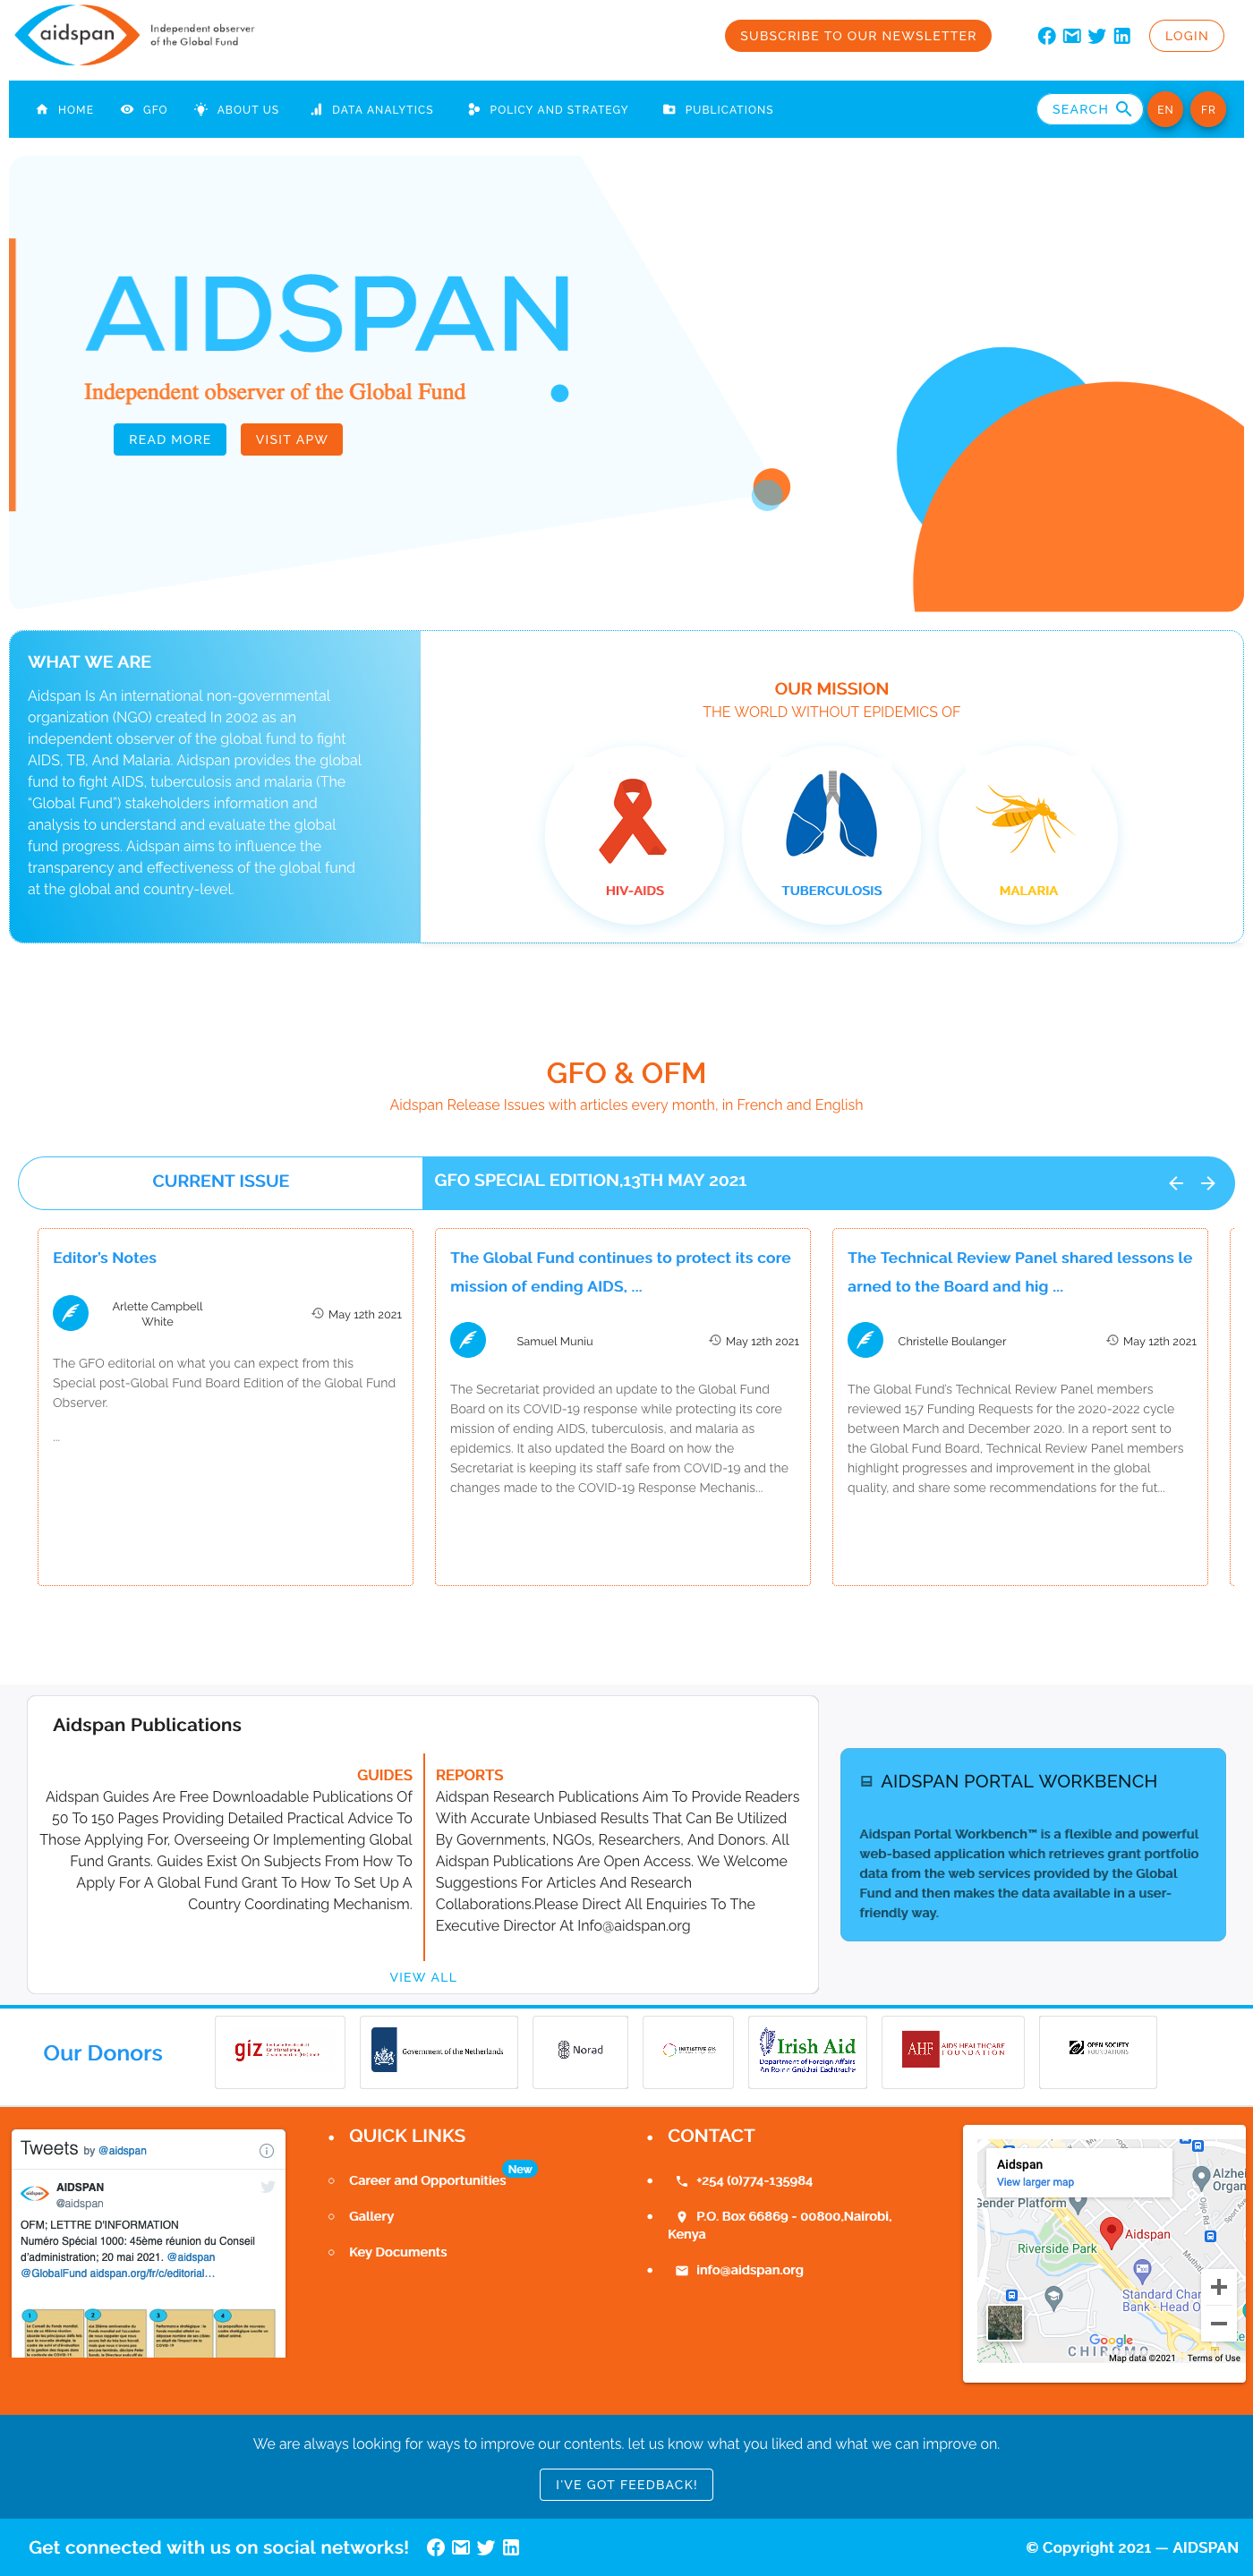 aidspan
Independent observer
of the Global Fund
SUBSCRIBE TO OUR NEWSLETTER
LOGIN
HOME
GFO
ABOUT US
DATA ANALYTICS
POLICY AND STRATEGY
PUBLICATIONS
SEARCH
EN
FR
AIDSPAN
Independent observer of the Global Fund
READ MORE
VISIT APW
WHAT WE ARE
Aidspan Is An international non-governmental
organization (NGO) created In 2002 as an
independent observer of the global fund to fight
AIDS, TB, And Malaria. Aidspan provides the global
fund to fight AIDS, tuberculosis and malaria (The
“Global Fund”) stakeholders information and
analysis to understand and evaluate the global
fund progress. Aidspan aims to influence the
transparency and effectiveness of the global fund
at the global and country-level.
OUR MISSION
THE WORLD WITHOUT EPIDEMICS OF
HIV-AIDS
TUBERCULOSIS
MALARIA
GFO & OFM
Aidspan Release Issues with articles every month, in French and English
CURRENT ISSUE
GFO SPECIAL EDITION,13TH MAY 2021
Editor's Notes
Arlette Campbell
White
May 12th 2021
The GFO editorial on what you can expect from this
Special post-Global Fund Board Edition of the Global Fund
Observer.
...
The Global Fund continues to protect its core
mission of ending AIDS, ...
Samuel Muniu
May 12th 2021
The Secretariat provided an update to the Global Fund
Board on its COVID-19 response while protecting its core
mission of ending AIDS, tuberculosis, and malaria as
epidemics. It also updated the Board on how the
Secretariat is keeping its staff safe from COVID-19 and the
changes made to the COVID-19 Response Mechanis...
The Technical Review Panel shared lessons le
arned to the Board and hig ...
Christelle Boulanger
May 12th 2021
The Global Fund's Technical Review Panel members
reviewed 157 Funding Requests for the 2020-2022 cycle
between March and December 2020. In a report sent to
the Global Fund Board, Technical Review Panel members
highlight progresses and improvement in the global
quality, and share some recommendations for the fut...
Aidspan Publications
GUIDES
Aidspan Guides Are Free Downloadable Publications Of
50 To 150 Pages Providing Detailed Practical Advice To
Those Applying For, Overseeing Or Implementing Global
Fund Grants. Guides Exist On Subjects From How To
Apply For A Global Fund Grant To How To Set Up A
Country Coordinating Mechanism.
REPORTS
Aidspan Research Publications Aim To Provide Readers
With Accurate Unbiased Results That Can Be Utilized
By Governments, NGOs, Researchers, And Donors. All
Aidspan Publications Are Open Access. We Welcome
Suggestions For Articles And Research
Collaborations.Please Direct All Enquiries To The
Executive Director At Info@aidspan.org
VIEW ALL
AIDSPAN PORTAL WORKBENCH
Aidspan Portal Workbench™ is a flexible and powerful
web-based application which retrieves grant portfolio
data from the web services provided by the Global
Fund and then makes the data available in a user-
friendly way.
Our Donors
giz
Government of the Netherlands
Norad
INITIATIVE 5%
Irish Aid
Department of Foreign Affairs
An Roinn Gnóthaí Eachtracha
AHF
AIDS HEALTHCARE
FOUNDATION
OPEN SOCIETY
FOUNDATIONS
Tweets by @aidspan
AIDSPAN
@aidspan
OFM; LETTRE D'INFORMATION
Numéro Spécial 1000: 45ème réunion du Conseil
d'administration; 20 mai 2021. @aidspan
@GlobalFund aidspan.org/fr/c/editorial…
1
2
3
4
QUICK LINKS
Career and Opportunities
New
Gallery
Key Documents
CONTACT
+254 (0)774-135984
P.O. Box 66869 - 00800,Nairobi,
Kenya
info@aidspan.org
Aidspan
View larger map
Alzhei
Organ
Gender Platform
Aidspan
Riverside Park
Standard Char
Bank - Head O
Google
CHIROMO
Map data ©2021
Terms of Use
We are always looking for ways to improve our contents. let us know what you liked and what we can improve on.
I'VE GOT FEEDBACK!
Get connected with us on social networks!
© Copyright 2021 — AIDSPAN